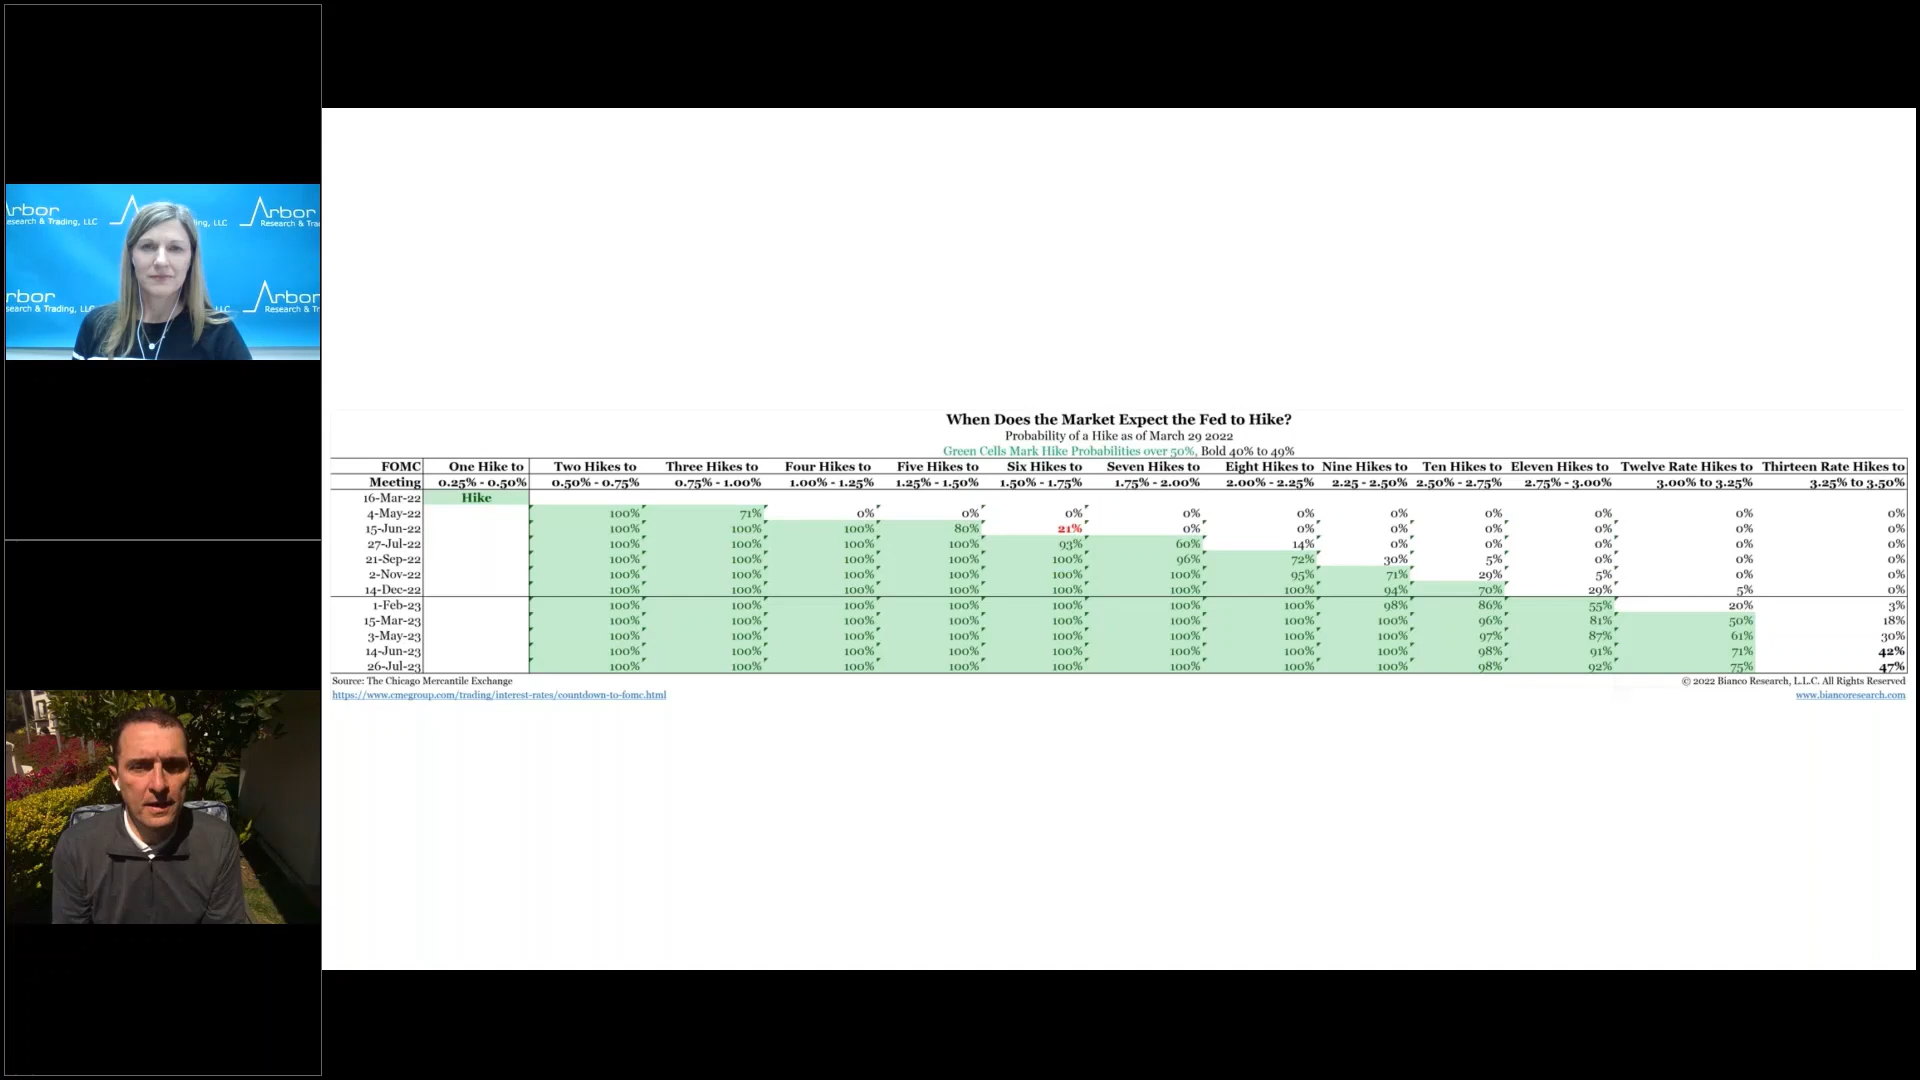 Arbor
Research & Trading, LLC
When Does the Market Expect the Fed to Hike?
Probability of a Hike as of March 29 2022
Green Cells Mark Hike Probabilities over 50%, Bold 40% to 49%
FOMC One Hike to Two Hikes to Three Hikes to Four Hikes to Five Hikes to Six Hikes to Seven Hikes to Eight Hikes to Nine Hikes to Ten Hikes to Eleven Hikes to Twelve Rate Hikes to Thirteen Rate Hikes to
Meeting 0.25% - 0.50% 0.50% - 0.75% 0.75% - 1.00% 1.00% - 1.25% 1.25% - 1.50% 1.50% - 1.75% 1.75% - 2.00% 2.00% - 2.25% 2.25 - 2.50% 2.50% - 2.75% 2.75% - 3.00% 3.00% to 3.25% 3.25% to 3.50%
16-Mar-22 Hike
4-May-22 100% 71% 0% 0% 0% 0% 0% 0% 0% 0% 0% 0%
15-Jun-22 100% 100% 100% 80% 21% 0% 0% 0% 0% 0% 0% 0%
27-Jul-22 100% 100% 100% 100% 93% 60% 14% 0% 0% 0% 0% 0%
21-Sep-22 100% 100% 100% 100% 100% 96% 72% 30% 5% 0% 0% 0%
2-Nov-22 100% 100% 100% 100% 100% 100% 95% 71% 29% 5% 0% 0%
14-Dec-22 100% 100% 100% 100% 100% 100% 100% 94% 70% 29% 5% 0%
1-Feb-23 100% 100% 100% 100% 100% 100% 100% 98% 86% 55% 20% 3%
15-Mar-23 100% 100% 100% 100% 100% 100% 100% 100% 96% 81% 50% 18%
3-May-23 100% 100% 100% 100% 100% 100% 100% 100% 97% 87% 61% 30%
14-Jun-23 100% 100% 100% 100% 100% 100% 100% 100% 98% 91% 71% 42%
26-Jul-23 100% 100% 100% 100% 100% 100% 100% 100% 98% 92% 75% 47%
Source: The Chicago Mercantile Exchange © 2022 Bianco Research, L.L.C. All Rights Reserved
https://www.cmegroup.com/trading/interest-rates/countdown-to-fomc.html www.biancoresearch.com